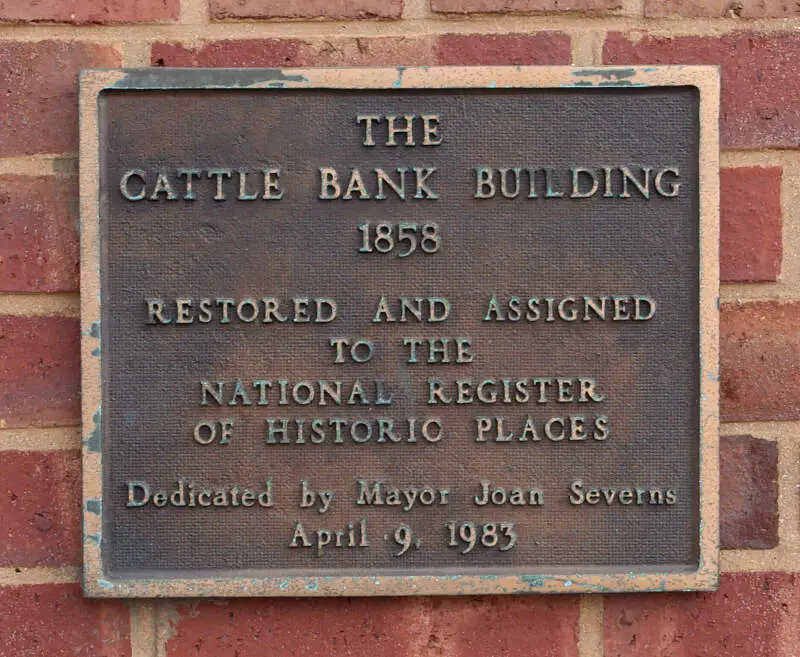 THE
CATTLE BANK BUILDING
1858
RESTORED AND ASSIGNED
TO THE
NATIONAL REGISTER
OF HISTORIC PLACES
Dedicated by Mayor Joan Severns
April 9, 1983